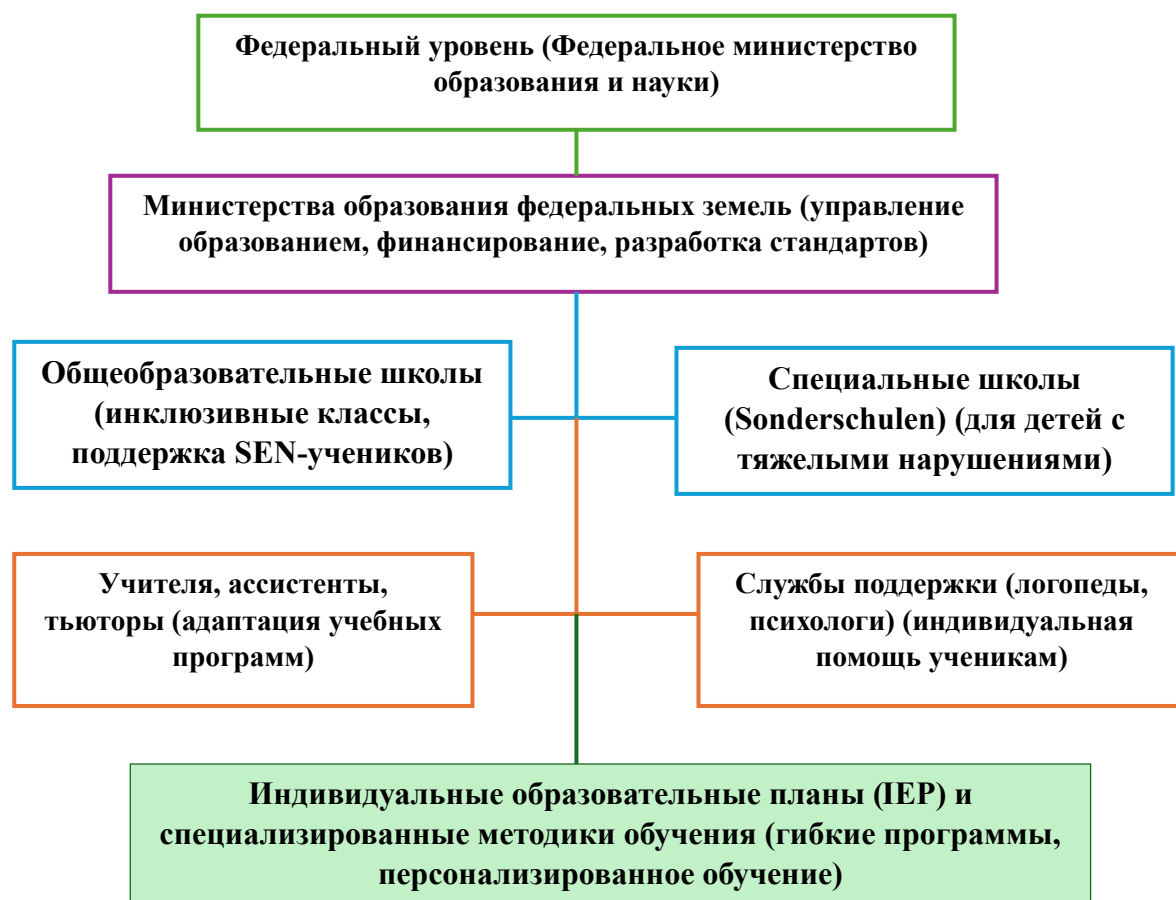 Федеральный уровень (Федеральное министерство
образования и науки)
Министерства образования федеральных земель (управление
образованием, финансирование, разработка стандартов)
Общеобразовательные школы
(инклюзивные классы,
поддержка SEN-учеников)
Специальные школы
(Sonderschulen) (для детей с
тяжелыми нарушениями)
Учителя, ассистенты,
тьюторы (адаптация учебных
программ)
Службы поддержки (логопеды,
психологи) (индивидуальная
помощь ученикам)
Индивидуальные образовательные планы (IEP) и
специализированные методики обучения (гибкие программы,
персонализированное обучение)